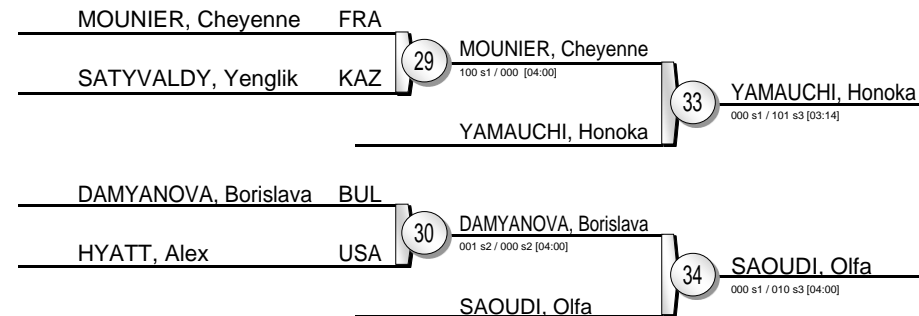 MOUNIER, Cheyenne FRA
SATYVALDY, Yenglik KAZ
29
MOUNIER, Cheyenne
100 s1 / 000 [04:00]
YAMAUCHI, Honoka
33
YAMAUCHI, Honoka
000 s1 / 101 s3 [03:14]
DAMYANOVA, Borislava BUL
HYATT, Alex USA
30
DAMYANOVA, Borislava
001 s2 / 000 s2 [04:00]
SAOUDI, Olfa
34
SAOUDI, Olfa
000 s1 / 010 s3 [04:00]